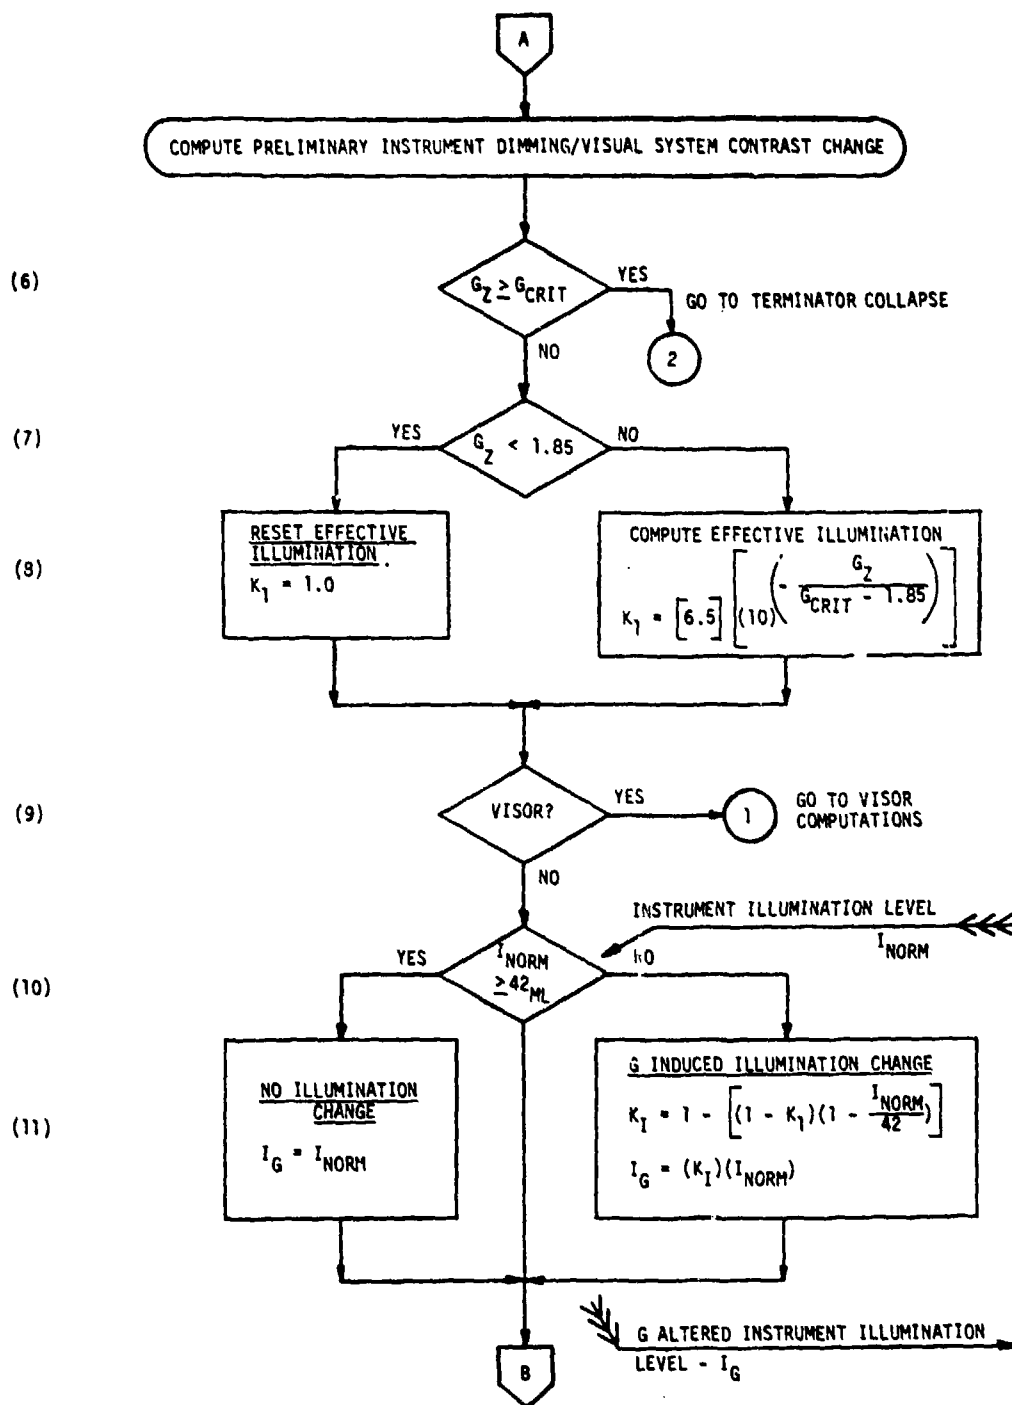 A
COMPUTE PRELIMINARY INSTRUMENT DIMMING/VISUAL SYSTEM CONTRAST CHANGE
(6)
G_Z ≥ G_CRIT
YES
GO TO TERMINATOR COLLAPSE
2
NO
(7)
YES
G_Z < 1.85
NO
(8)
RESET EFFECTIVE
ILLUMINATION
K_1 = 1.0
COMPUTE EFFECTIVE ILLUMINATION
K_1 = [6.5] [(10)^(- G_Z / (G_CRIT - 1.85))]
(9)
VISOR?
YES
1
GO TO VISOR
COMPUTATIONS
NO
INSTRUMENT ILLUMINATION LEVEL
I_NORM
(10)
YES
I_NORM
≥ 42 ML
NO
(11)
NO ILLUMINATION
CHANGE
I_G = I_NORM
G INDUCED ILLUMINATION CHANGE
K_I = 1 - [(1 - K_1)(1 - I_NORM/42)]
I_G = (K_I)(I_NORM)
G ALTERED INSTRUMENT ILLUMINATION
LEVEL - I_G
B